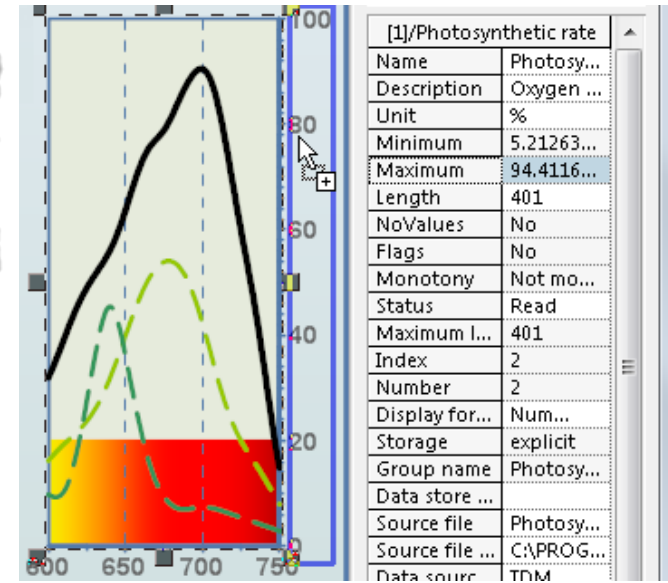 100
80
60
40
20
0
600 650 700 750
[1]/Photosynthetic rate
Name Photosy...
Description Oxygen ...
Unit %
Minimum 5.21263...
Maximum 94.4116...
Length 401
NoValues No
Flags No
Monotony Not mo...
Status Read
Maximum l... 401
Index 2
Number 2
Display for... Num...
Storage explicit
Group name Photosy...
Data store ...
Source file Photosy...
Source file ... C:\PROG...
Data sourc... TDM